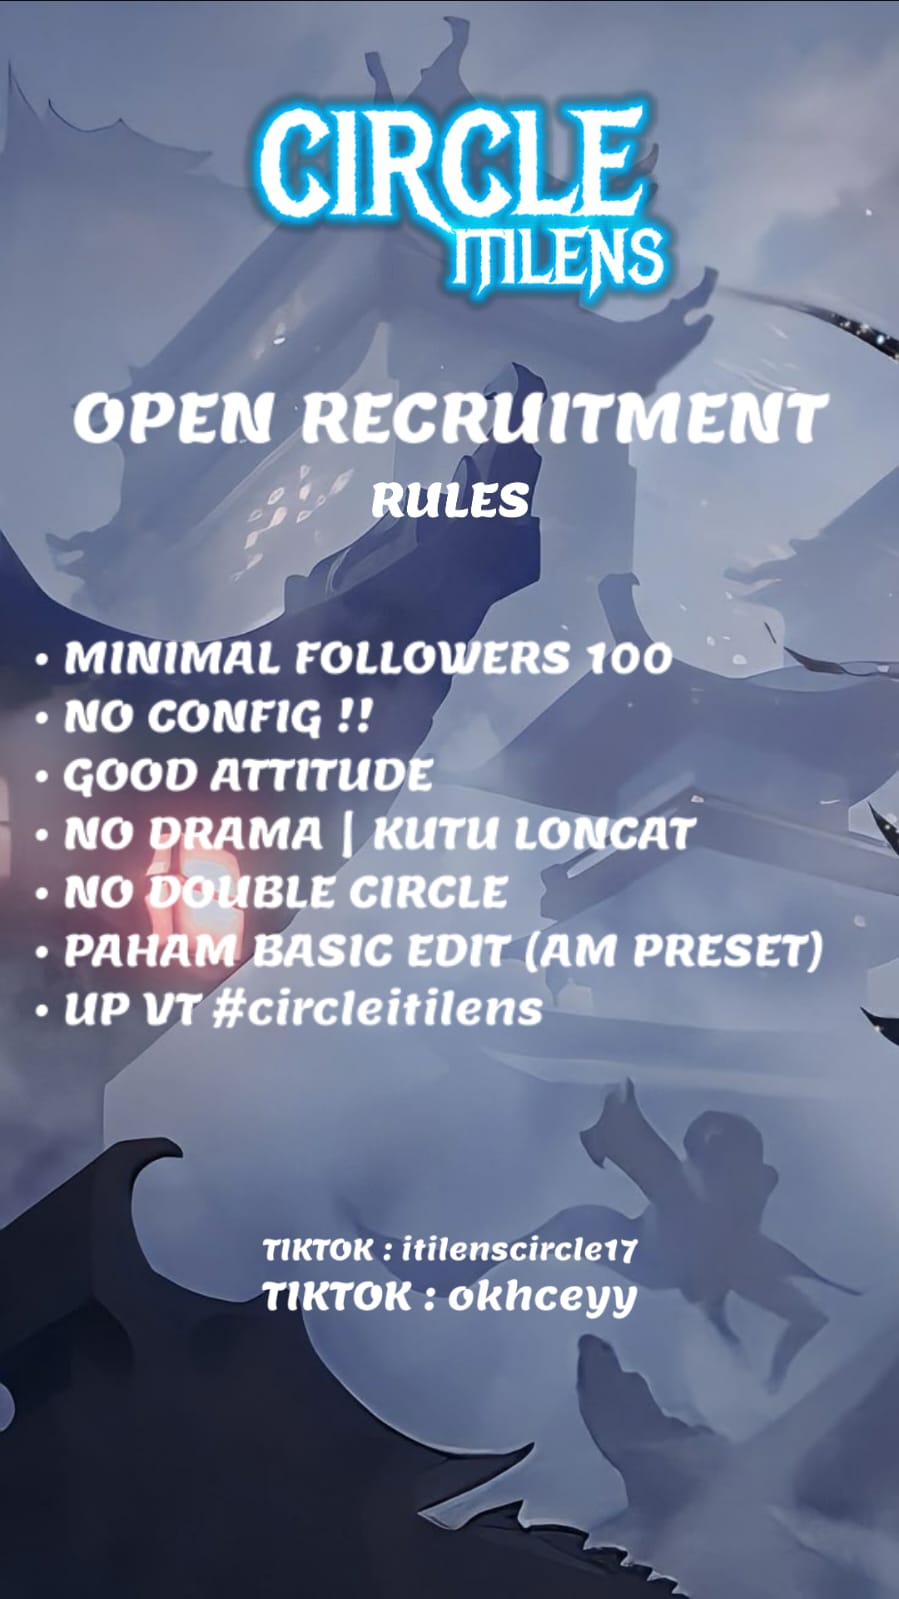 CIRCLE
ITILENS
OPEN RECRUITMENT
RULES
• MINIMAL FOLLOWERS 100
• NO CONFIG !!
• GOOD ATTITUDE
• NO DRAMA | KUTU LONCAT
• NO DOUBLE CIRCLE
• PAHAM BASIC EDIT (AM PRESET)
• UP VT #circleitilens
TIKTOK : itilenscircle17
TIKTOK : okhceyy